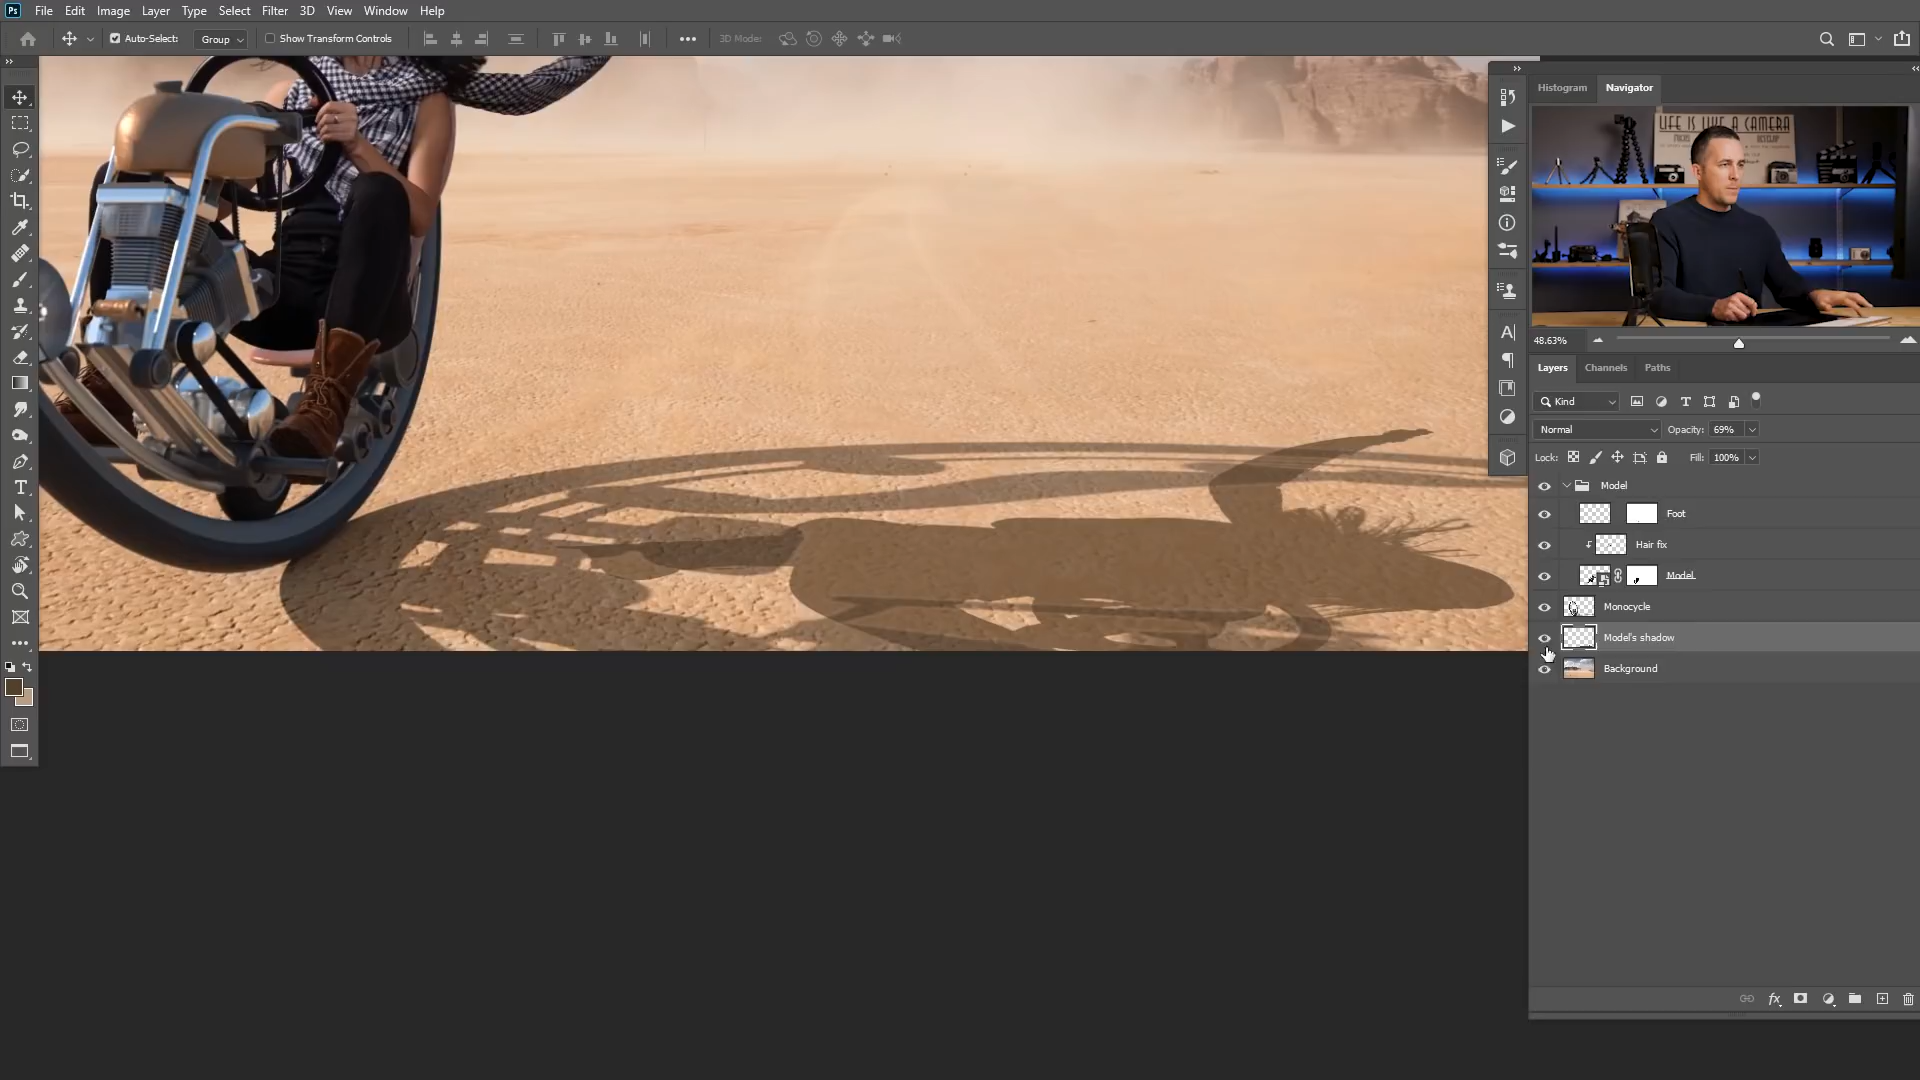 Ps File Edit Image Layer Type Select Filter 3D View Window Help
Auto-Select: Group Show Transform Controls 3D Mode:
Histogram Navigator
LIFE IS LIKE A CAMERA
48.63%
Layers Channels Paths
Kind
Normal Opacity: 69%
Lock: Fill: 100%
Model
Foot
Hair fix
Model
Monocycle
Model's shadow
Background
fx